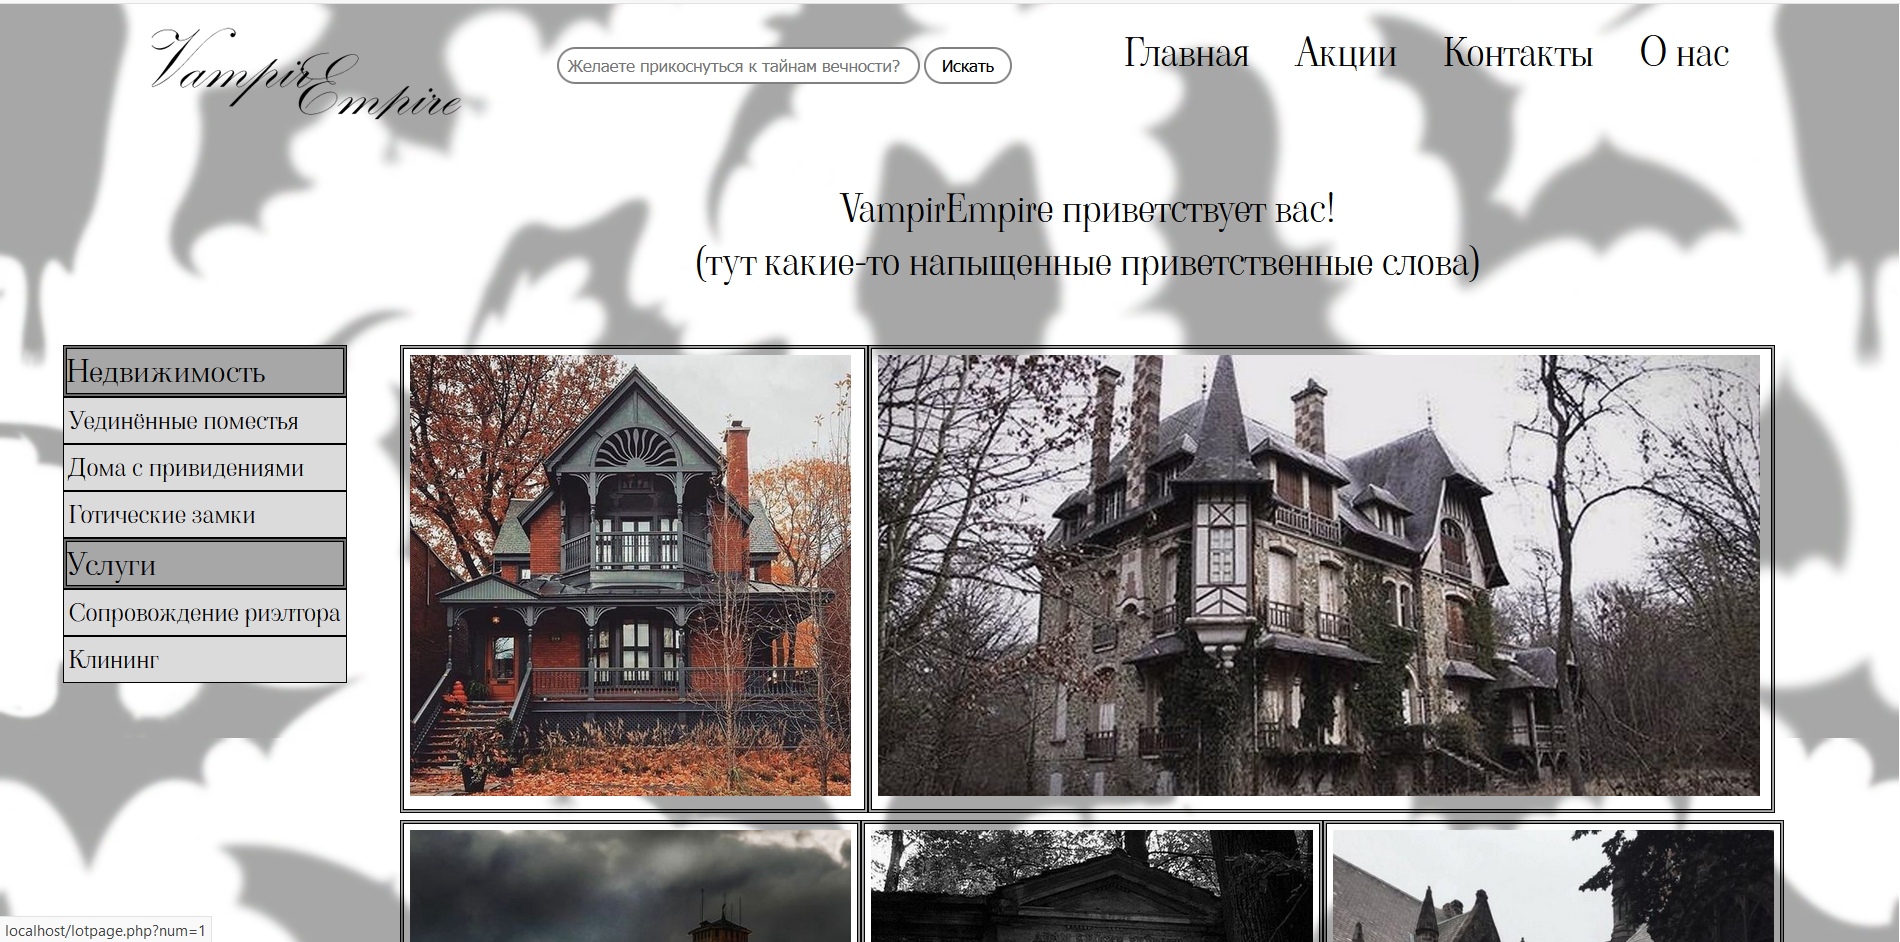 VampirEmpire
Желаете прикоснуться к тайнам вечности?
Искать
Главная
Акции
Контакты
О нас
VampirEmpire приветствует вас!
(тут какие-то напыщенные приветственные слова)
Недвижимость
Уединённые поместья
Дома с привидениями
Готические замки
Услуги
Сопровождение риэлтора
Клининг
localhost/lotpage.php?num=1